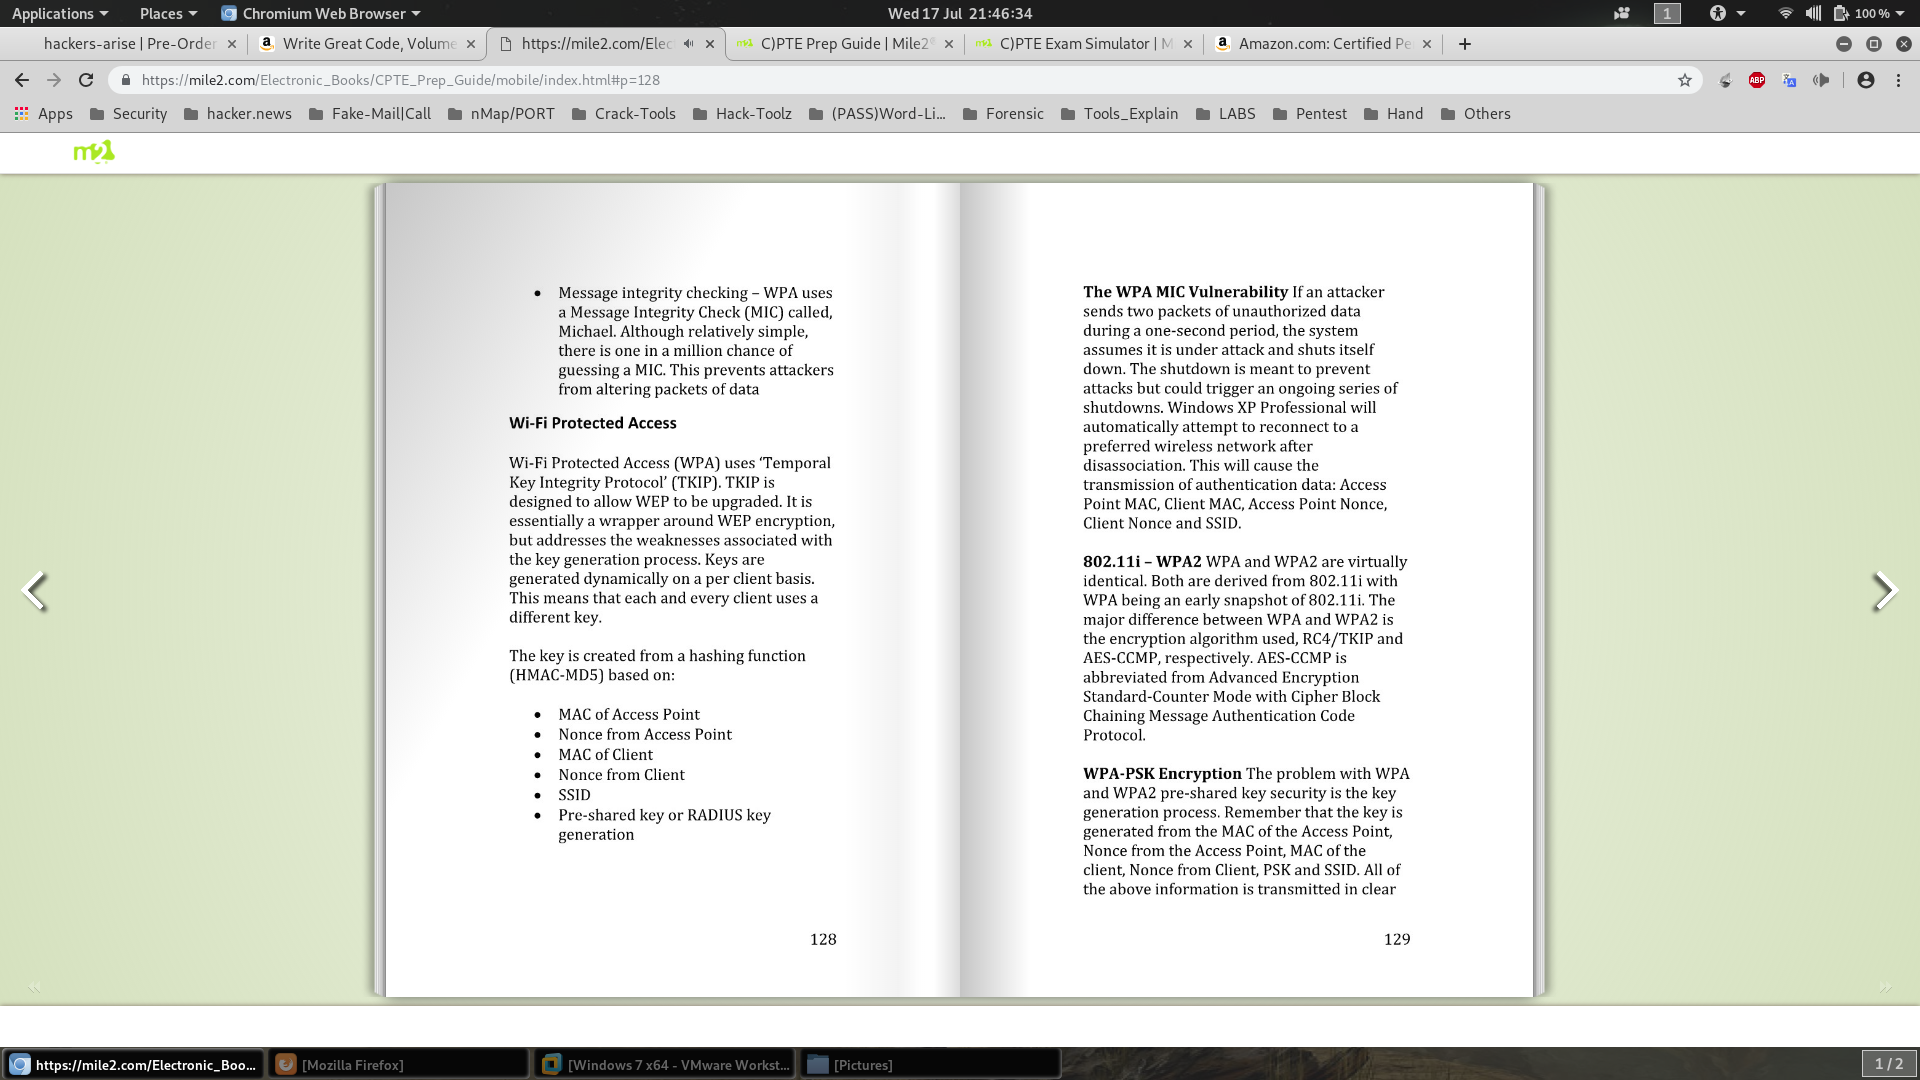 Applications
Places
Chromium Web Browser
Wed 17 Jul 21:46:34
1
100 %
hackers-arise | Pre-Order
Write Great Code, Volume
https://mile2.com/Elec
C)PTE Prep Guide | Mile2®
C)PTE Exam Simulator | M
Amazon.com: Certified Pe
https://mile2.com/Electronic_Books/CPTE_Prep_Guide/mobile/index.html#p=128
ABP
Apps
Security
hacker.news
Fake-Mail|Call
nMap/PORT
Crack-Tools
Hack-Toolz
(PASS)Word-Li...
Forensic
Tools_Explain
LABS
Pentest
Hand
Others
m2
• Message integrity checking – WPA uses
a Message Integrity Check (MIC) called,
Michael. Although relatively simple,
there is one in a million chance of
guessing a MIC. This prevents attackers
from altering packets of data
Wi-Fi Protected Access
Wi-Fi Protected Access (WPA) uses ‘Temporal
Key Integrity Protocol’ (TKIP). TKIP is
designed to allow WEP to be upgraded. It is
essentially a wrapper around WEP encryption,
but addresses the weaknesses associated with
the key generation process. Keys are
generated dynamically on a per client basis.
This means that each and every client uses a
different key.
The key is created from a hashing function
(HMAC-MD5) based on:
• MAC of Access Point
• Nonce from Access Point
• MAC of Client
• Nonce from Client
• SSID
• Pre-shared key or RADIUS key
generation
128
The WPA MIC Vulnerability If an attacker
sends two packets of unauthorized data
during a one-second period, the system
assumes it is under attack and shuts itself
down. The shutdown is meant to prevent
attacks but could trigger an ongoing series of
shutdowns. Windows XP Professional will
automatically attempt to reconnect to a
preferred wireless network after
disassociation. This will cause the
transmission of authentication data: Access
Point MAC, Client MAC, Access Point Nonce,
Client Nonce and SSID.
802.11i – WPA2 WPA and WPA2 are virtually
identical. Both are derived from 802.11i with
WPA being an early snapshot of 802.11i. The
major difference between WPA and WPA2 is
the encryption algorithm used, RC4/TKIP and
AES-CCMP, respectively. AES-CCMP is
abbreviated from Advanced Encryption
Standard-Counter Mode with Cipher Block
Chaining Message Authentication Code
Protocol.
WPA-PSK Encryption The problem with WPA
and WPA2 pre-shared key security is the key
generation process. Remember that the key is
generated from the MAC of the Access Point,
Nonce from the Access Point, MAC of the
client, Nonce from Client, PSK and SSID. All of
the above information is transmitted in clear
129
https://mile2.com/Electronic_Boo...
[Mozilla Firefox]
[Windows 7 x64 - VMware Workst...
[Pictures]
1 / 2